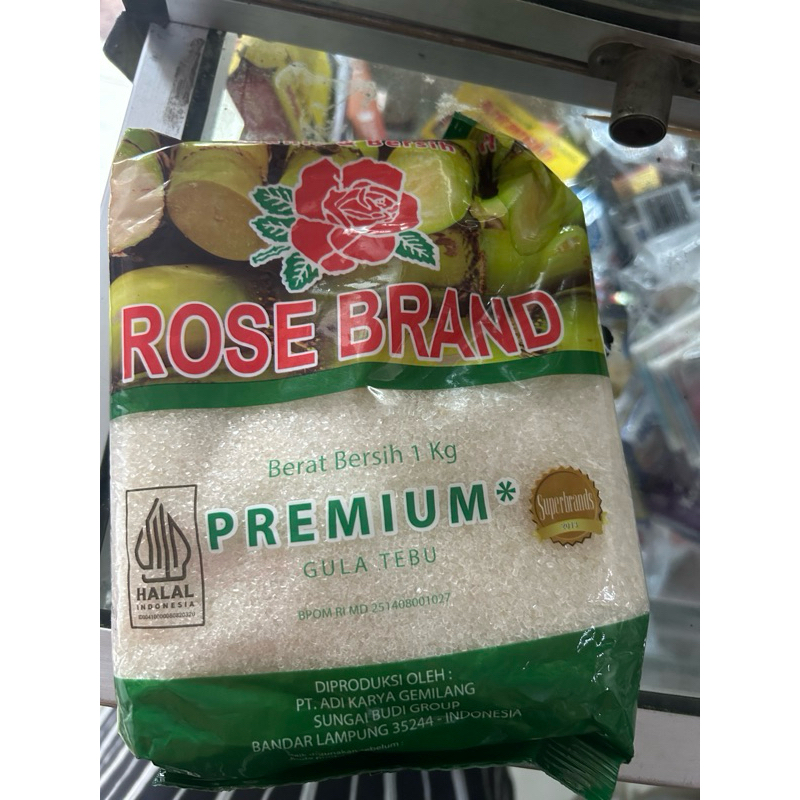 Bersih
ROSE BRAND
Berat Bersih 1 Kg
PREMIUM*
Superbrands
GULA TEBU
HALAL
INDONESIA
BPOM RI MD 251408001027
DIPRODUKSI OLEH :
PT. ADI KARYA GEMILANG
SUNGAI BUDI GROUP
BANDAR LAMPUNG 35244 - INDONESIA